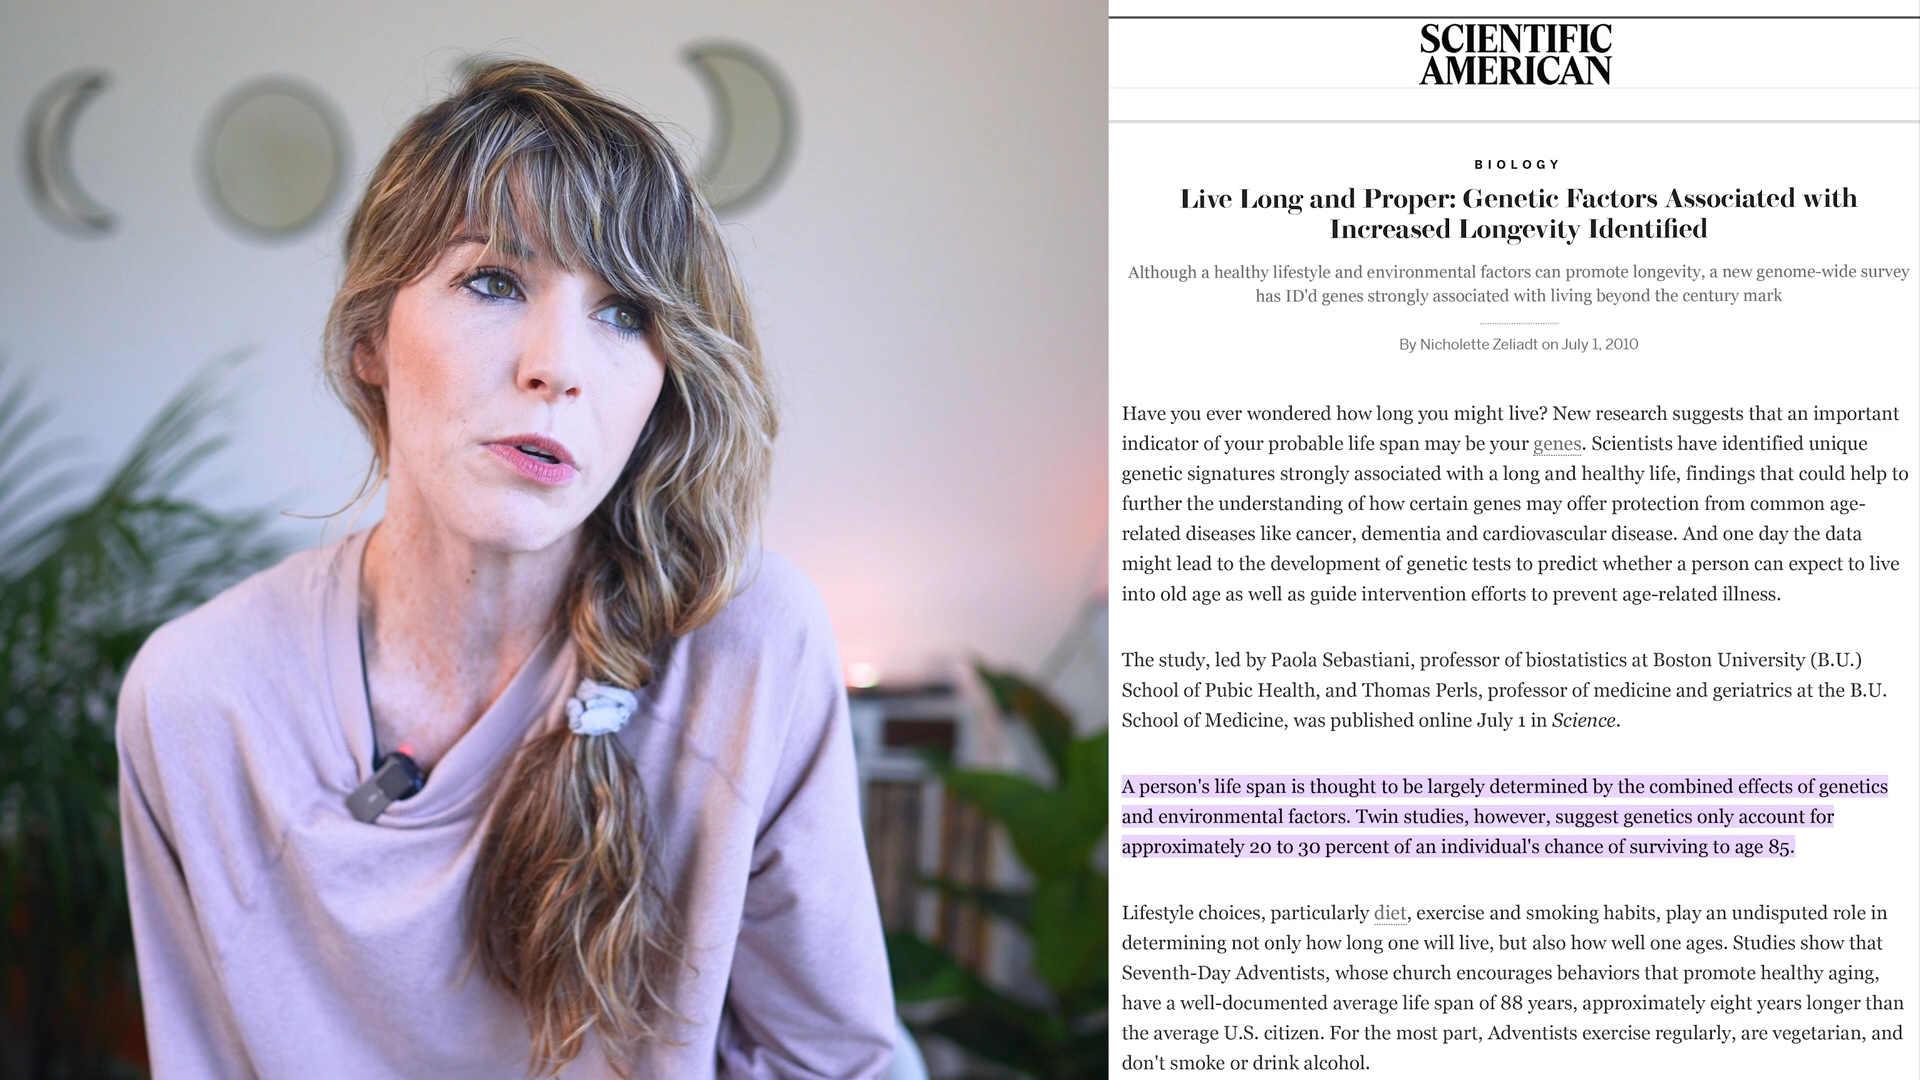 SCIENTIFIC
AMERICAN
BIOLOGY
Live Long and Proper: Genetic Factors Associated with
Increased Longevity Identified
Although a healthy lifestyle and environmental factors can promote longevity, a new genome-wide survey
has ID'd genes strongly associated with living beyond the century mark
By Nicholette Zeliadt on July 1, 2010
Have you ever wondered how long you might live? New research suggests that an important
indicator of your probable life span may be your genes. Scientists have identified unique
genetic signatures strongly associated with a long and healthy life, findings that could help to
further the understanding of how certain genes may offer protection from common age-
related diseases like cancer, dementia and cardiovascular disease. And one day the data
might lead to the development of genetic tests to predict whether a person can expect to live
into old age as well as guide intervention efforts to prevent age-related illness.
The study, led by Paola Sebastiani, professor of biostatistics at Boston University (B.U.)
School of Pubic Health, and Thomas Perls, professor of medicine and geriatrics at the B.U.
School of Medicine, was published online July 1 in Science.
A person's life span is thought to be largely determined by the combined effects of genetics
and environmental factors. Twin studies, however, suggest genetics only account for
approximately 20 to 30 percent of an individual's chance of surviving to age 85.
Lifestyle choices, particularly diet, exercise and smoking habits, play an undisputed role in
determining not only how long one will live, but also how well one ages. Studies show that
Seventh-Day Adventists, whose church encourages behaviors that promote healthy aging,
have a well-documented average life span of 88 years, approximately eight years longer than
the average U.S. citizen. For the most part, Adventists exercise regularly, are vegetarian, and
don't smoke or drink alcohol.